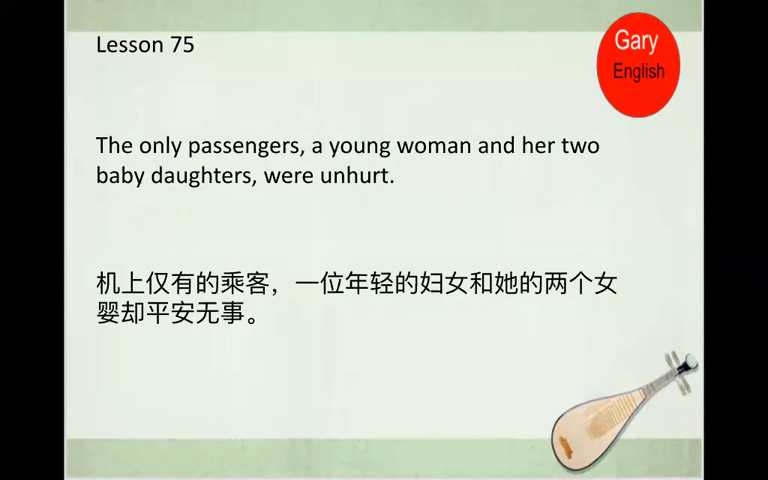 Lesson 75
Gary
English
The only passengers, a young woman and her two
baby daughters, were unhurt.
机上仅有的乘客，一位年轻的妇女和她的两个女
婴却平安无事。